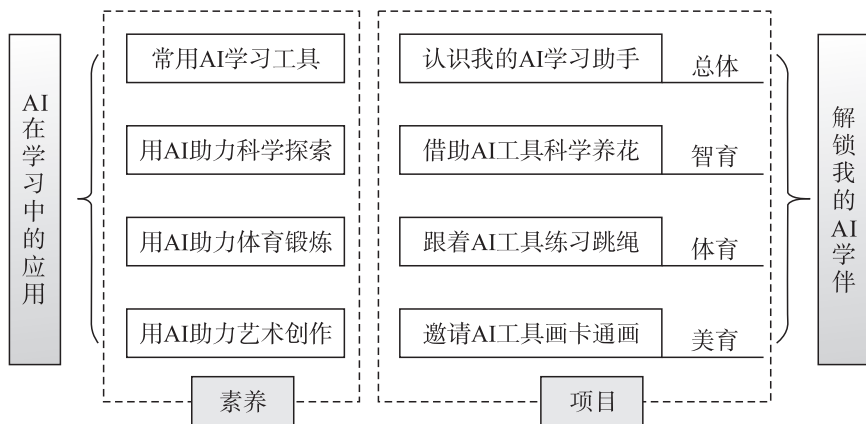 AI在学习中的应用
常用AI学习工具
用AI助力科学探索
用AI助力体育锻炼
用AI助力艺术创作
素养
认识我的AI学习助手 总体
借助AI工具科学养花 智育
跟着AI工具练习跳绳 体育
邀请AI工具画卡通画 美育
项目
解锁我的AI学伴